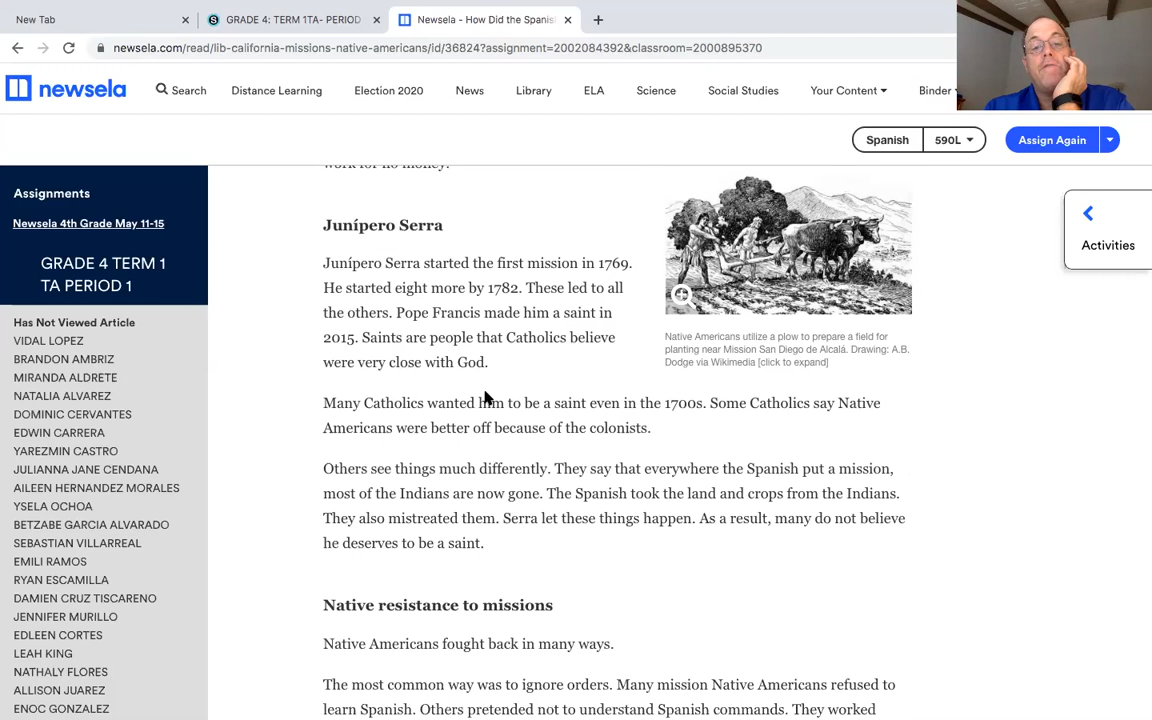 New Tab
GRADE 4: TERM 1TA- PERIOD
Newsela - How Did the Spanis
newsela.com/read/lib-california-missions-native-americans/id/36824?assignment=2002084392&classroom=2000895370
newsela
Search
Distance Learning
Election 2020
News
Library
ELA
Science
Social Studies
Your Content
Binder
Spanish
590L
Assign Again
Assignments
Newsela 4th Grade May 11-15
GRADE 4 TERM 1
TA PERIOD 1
Has Not Viewed Article
VIDAL LOPEZ
BRANDON AMBRIZ
MIRANDA ALDRETE
NATALIA ALVAREZ
DOMINIC CERVANTES
EDWIN CARRERA
YAREZMIN CASTRO
JULIANNA JANE CENDANA
AILEEN HERNANDEZ MORALES
YSELA OCHOA
BETZABE GARCIA ALVARADO
SEBASTIAN VILLARREAL
EMILI RAMOS
RYAN ESCAMILLA
DAMIEN CRUZ TISCARENO
JENNIFER MURILLO
EDLEEN CORTES
LEAH KING
NATHALY FLORES
ALLISON JUAREZ
ENOC GONZALEZ
work for no money.
Junípero Serra
Junípero Serra started the first mission in 1769.
He started eight more by 1782. These led to all
the others. Pope Francis made him a saint in
2015. Saints are people that Catholics believe
were very close with God.
Native Americans utilize a plow to prepare a field for
planting near Mission San Diego de Alcalá. Drawing: A.B.
Dodge via Wikimedia [click to expand]
Many Catholics wanted him to be a saint even in the 1700s. Some Catholics say Native
Americans were better off because of the colonists.
Others see things much differently. They say that everywhere the Spanish put a mission,
most of the Indians are now gone. The Spanish took the land and crops from the Indians.
They also mistreated them. Serra let these things happen. As a result, many do not believe
he deserves to be a saint.
Native resistance to missions
Native Americans fought back in many ways.
The most common way was to ignore orders. Many mission Native Americans refused to
learn Spanish. Others pretended not to understand Spanish commands. They worked
Activities